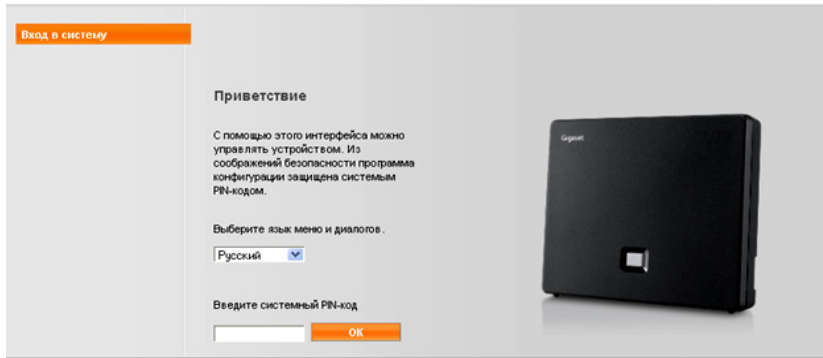 Вход в систему
Приветствие
С помощью этого интерфейса можно
управлять устройством. Из
соображений безопасности программа
конфигурации защищена системым
PIN-кодом.
Выберите язык меню и диалогов.
Русский
Введите системный PIN-код
OK
Gigaset